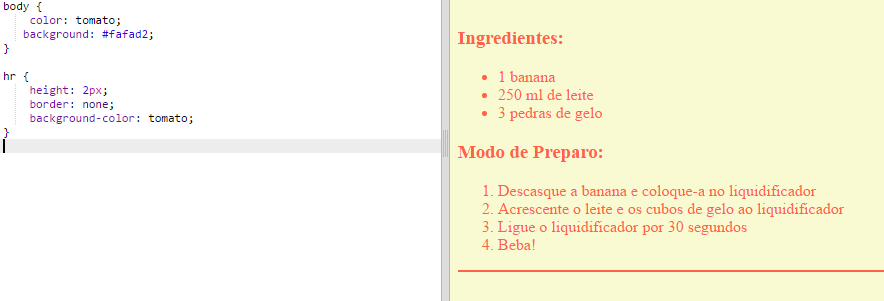 body {
color: tomato;
background: #fafad2;
}
hr {
height: 2px;
border: none;
background-color: tomato;
}
Ingredientes:
• 1 banana
• 250 ml de leite
• 3 pedras de gelo
Modo de Preparo:
1. Descasque a banana e coloque-a no liquidificador
2. Acrescente o leite e os cubos de gelo ao liquidificador
3. Ligue o liquidificador por 30 segundos
4. Beba!